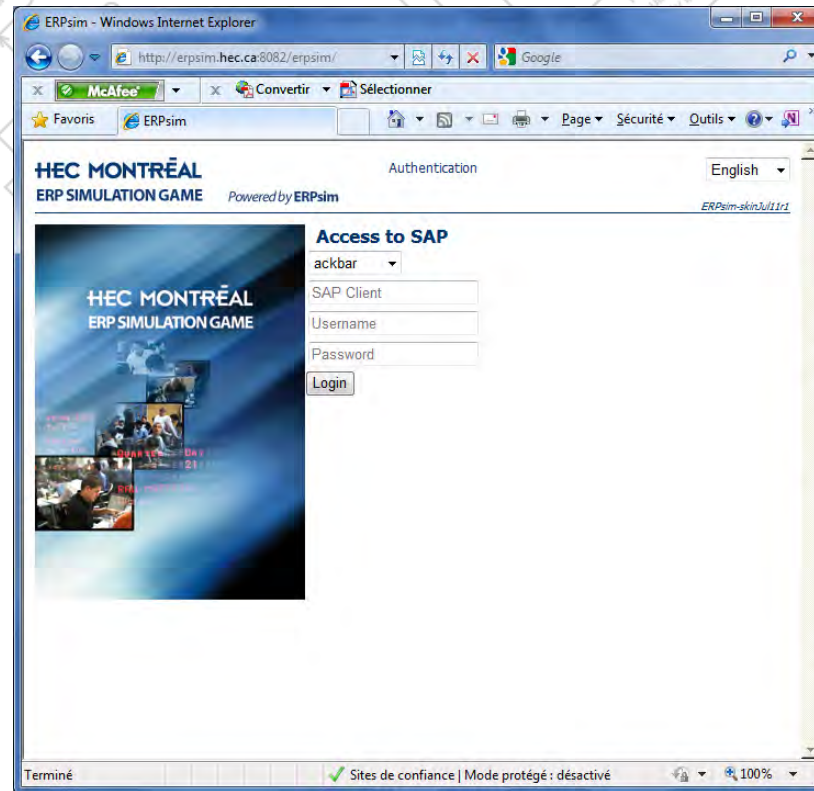 ERPsim - Windows Internet Explorer
http://erpsim.hec.ca:8082/erpsim/ Google
x McAfee x Convertir Sélectionner
Favoris ERPsim Page Sécurité Outils
HEC MONTRĒAL Authentication English
ERP SIMULATION GAME Powered by ERPsim
ERPsim-skinJul11r1
Access to SAP
ackbar
SAP Client
Username
Password
Login
HEC MONTRĒAL
ERP SIMULATION GAME
QUARTER DAY
Terminé Sites de confiance | Mode protégé : désactivé 100%